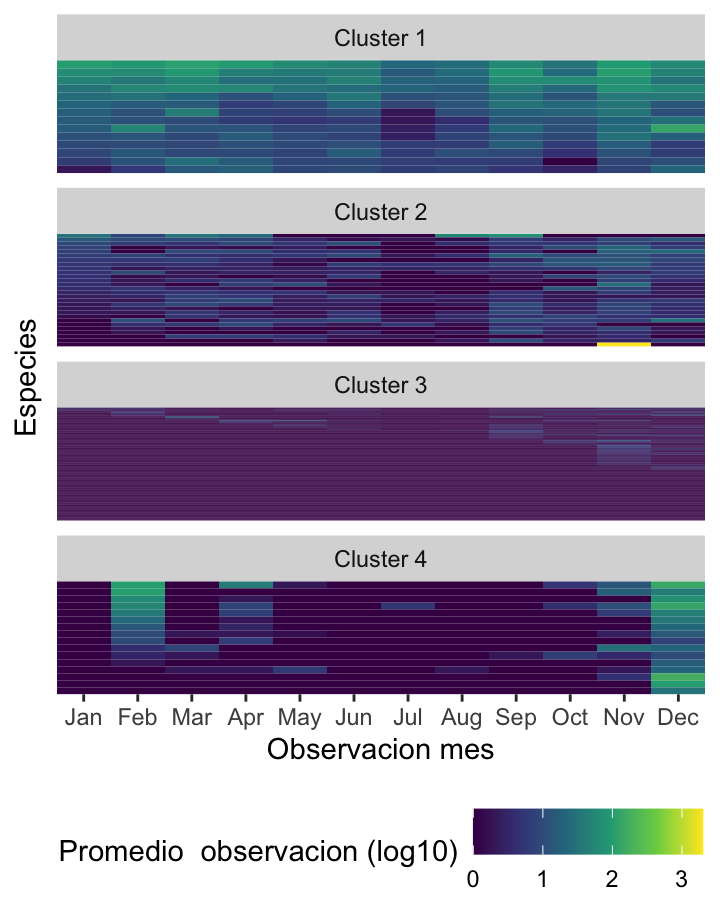 Cluster 1
Cluster 2
Cluster 3
Cluster 4
Especies
Jan Feb Mar Apr May Jun Jul Aug Sep Oct Nov Dec
Observacion mes
Promedio  observacion (log10)
0 1 2 3